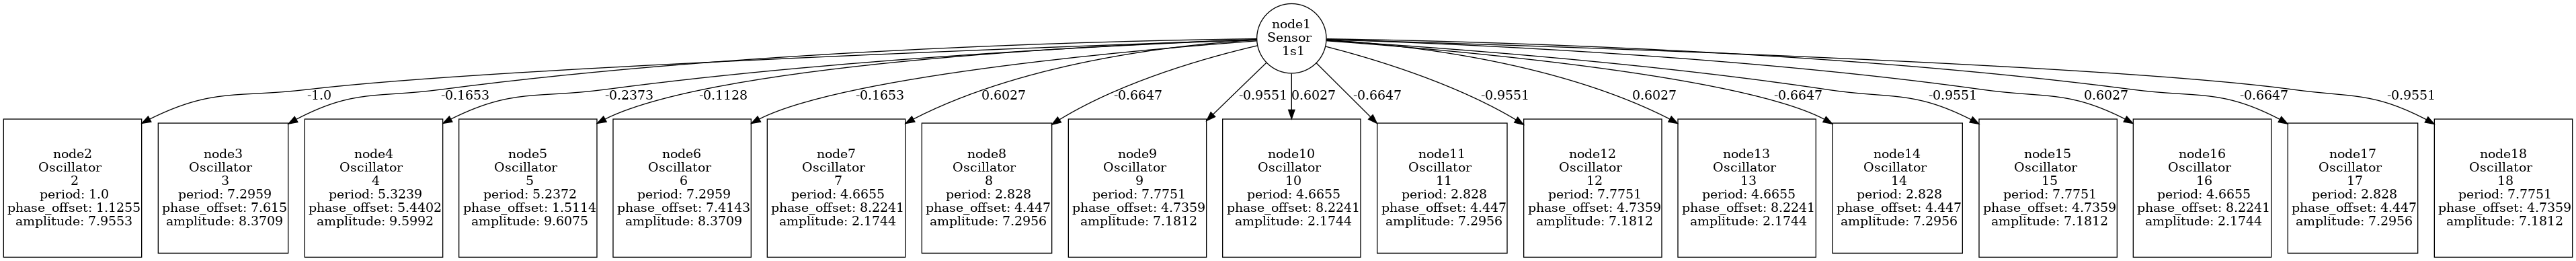 node1
Sensor
1s1
-1.0
-0.1653
-0.2373
-0.1128
-0.1653
0.6027
-0.6647
-0.9551
0.6027
-0.6647
-0.9551
0.6027
-0.6647
-0.9551
0.6027
-0.6647
-0.9551
node2
Oscillator
2
period: 1.0
phase_offset: 1.1255
amplitude: 7.9553
node3
Oscillator
3
period: 7.2959
phase_offset: 7.615
amplitude: 8.3709
node4
Oscillator
4
period: 5.3239
phase_offset: 5.4402
amplitude: 9.5992
node5
Oscillator
5
period: 5.2372
phase_offset: 1.5114
amplitude: 9.6075
node6
Oscillator
6
period: 7.2959
phase_offset: 7.4143
amplitude: 8.3709
node7
Oscillator
7
period: 4.6655
phase_offset: 8.2241
amplitude: 2.1744
node8
Oscillator
8
period: 2.828
phase_offset: 4.447
amplitude: 7.2956
node9
Oscillator
9
period: 7.7751
phase_offset: 4.7359
amplitude: 7.1812
node10
Oscillator
10
period: 4.6655
phase_offset: 8.2241
amplitude: 2.1744
node11
Oscillator
11
period: 2.828
phase_offset: 4.447
amplitude: 7.2956
node12
Oscillator
12
period: 7.7751
phase_offset: 4.7359
amplitude: 7.1812
node13
Oscillator
13
period: 4.6655
phase_offset: 8.2241
amplitude: 2.1744
node14
Oscillator
14
period: 2.828
phase_offset: 4.447
amplitude: 7.2956
node15
Oscillator
15
period: 7.7751
phase_offset: 4.7359
amplitude: 7.1812
node16
Oscillator
16
period: 4.6655
phase_offset: 8.2241
amplitude: 2.1744
node17
Oscillator
17
period: 2.828
phase_offset: 4.447
amplitude: 7.2956
node18
Oscillator
18
period: 7.7751
phase_offset: 4.7359
amplitude: 7.1812